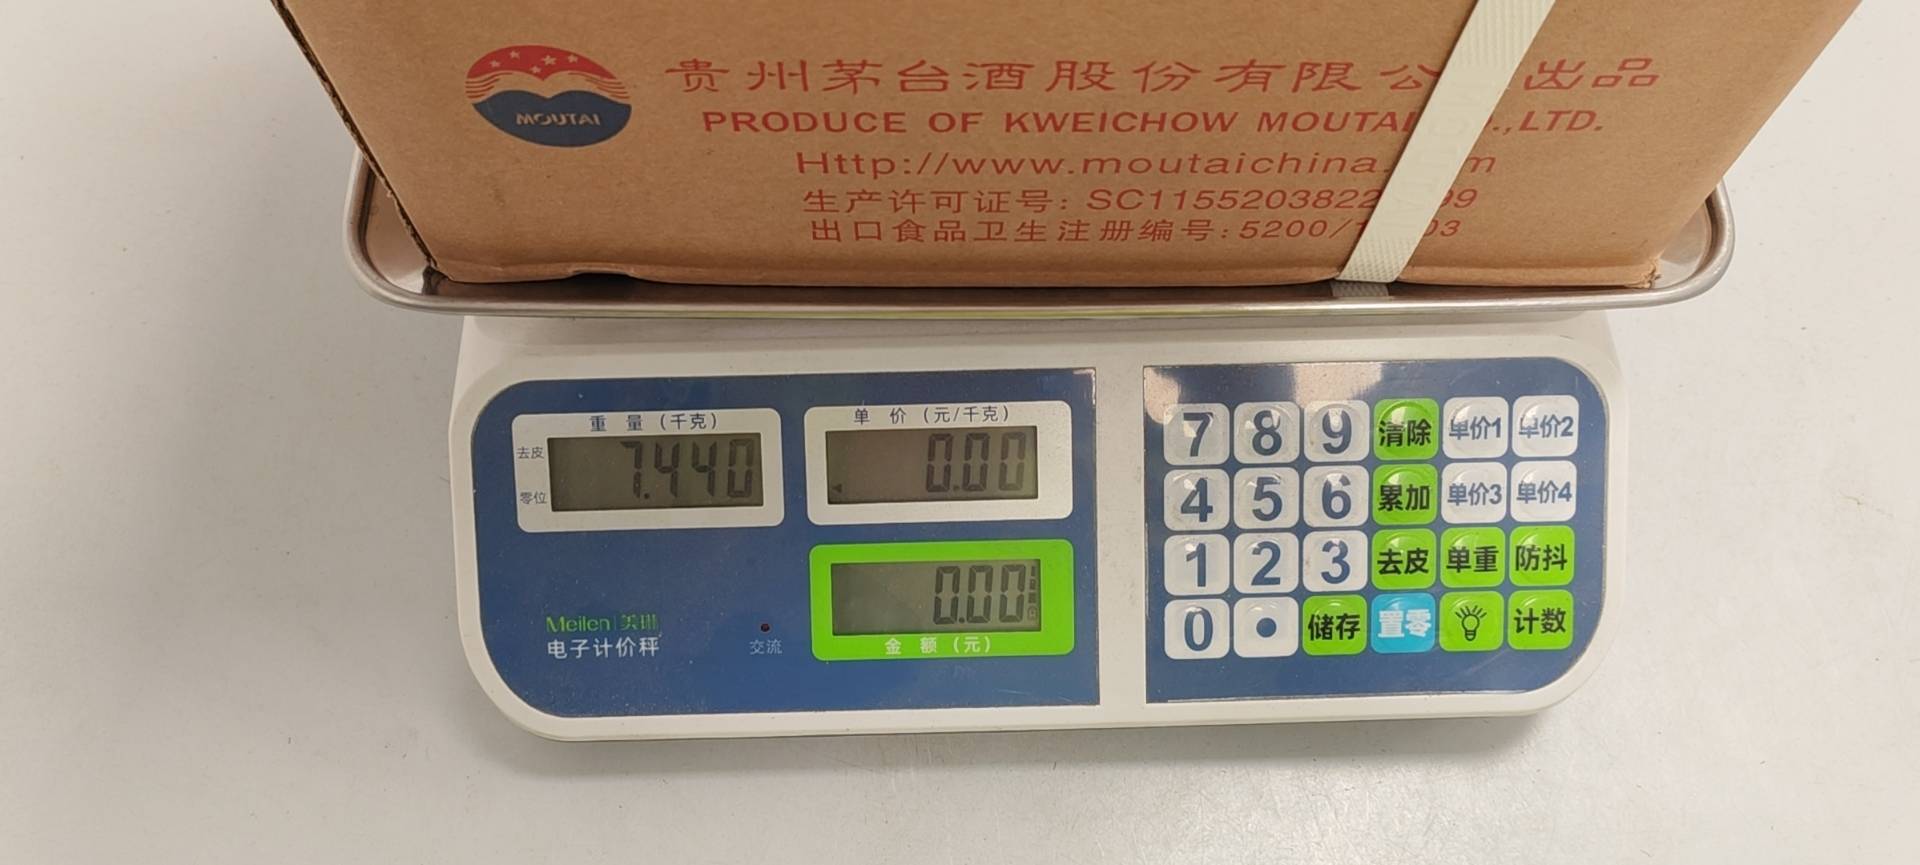 MOUTAI
贵州茅台酒股份有限公 出品
PRODUCE OF KWEICHOW MOUTAI ., LTD.
Http://www.moutaichina. m
生产许可证号: SC1155203822 99
出口食品卫生注册编号:5200/1 03
重量(千克)
去皮
零位
7.440
单价(元/千克)
0.00
0.00
金额(元)
Meilen 美琳
电子计价秤
交流
7 8 9 清除 单价1 单价2
4 5 6 累加 单价3 单价4
1 2 3 去皮 单重 防抖
0 • 储存 置零 计数